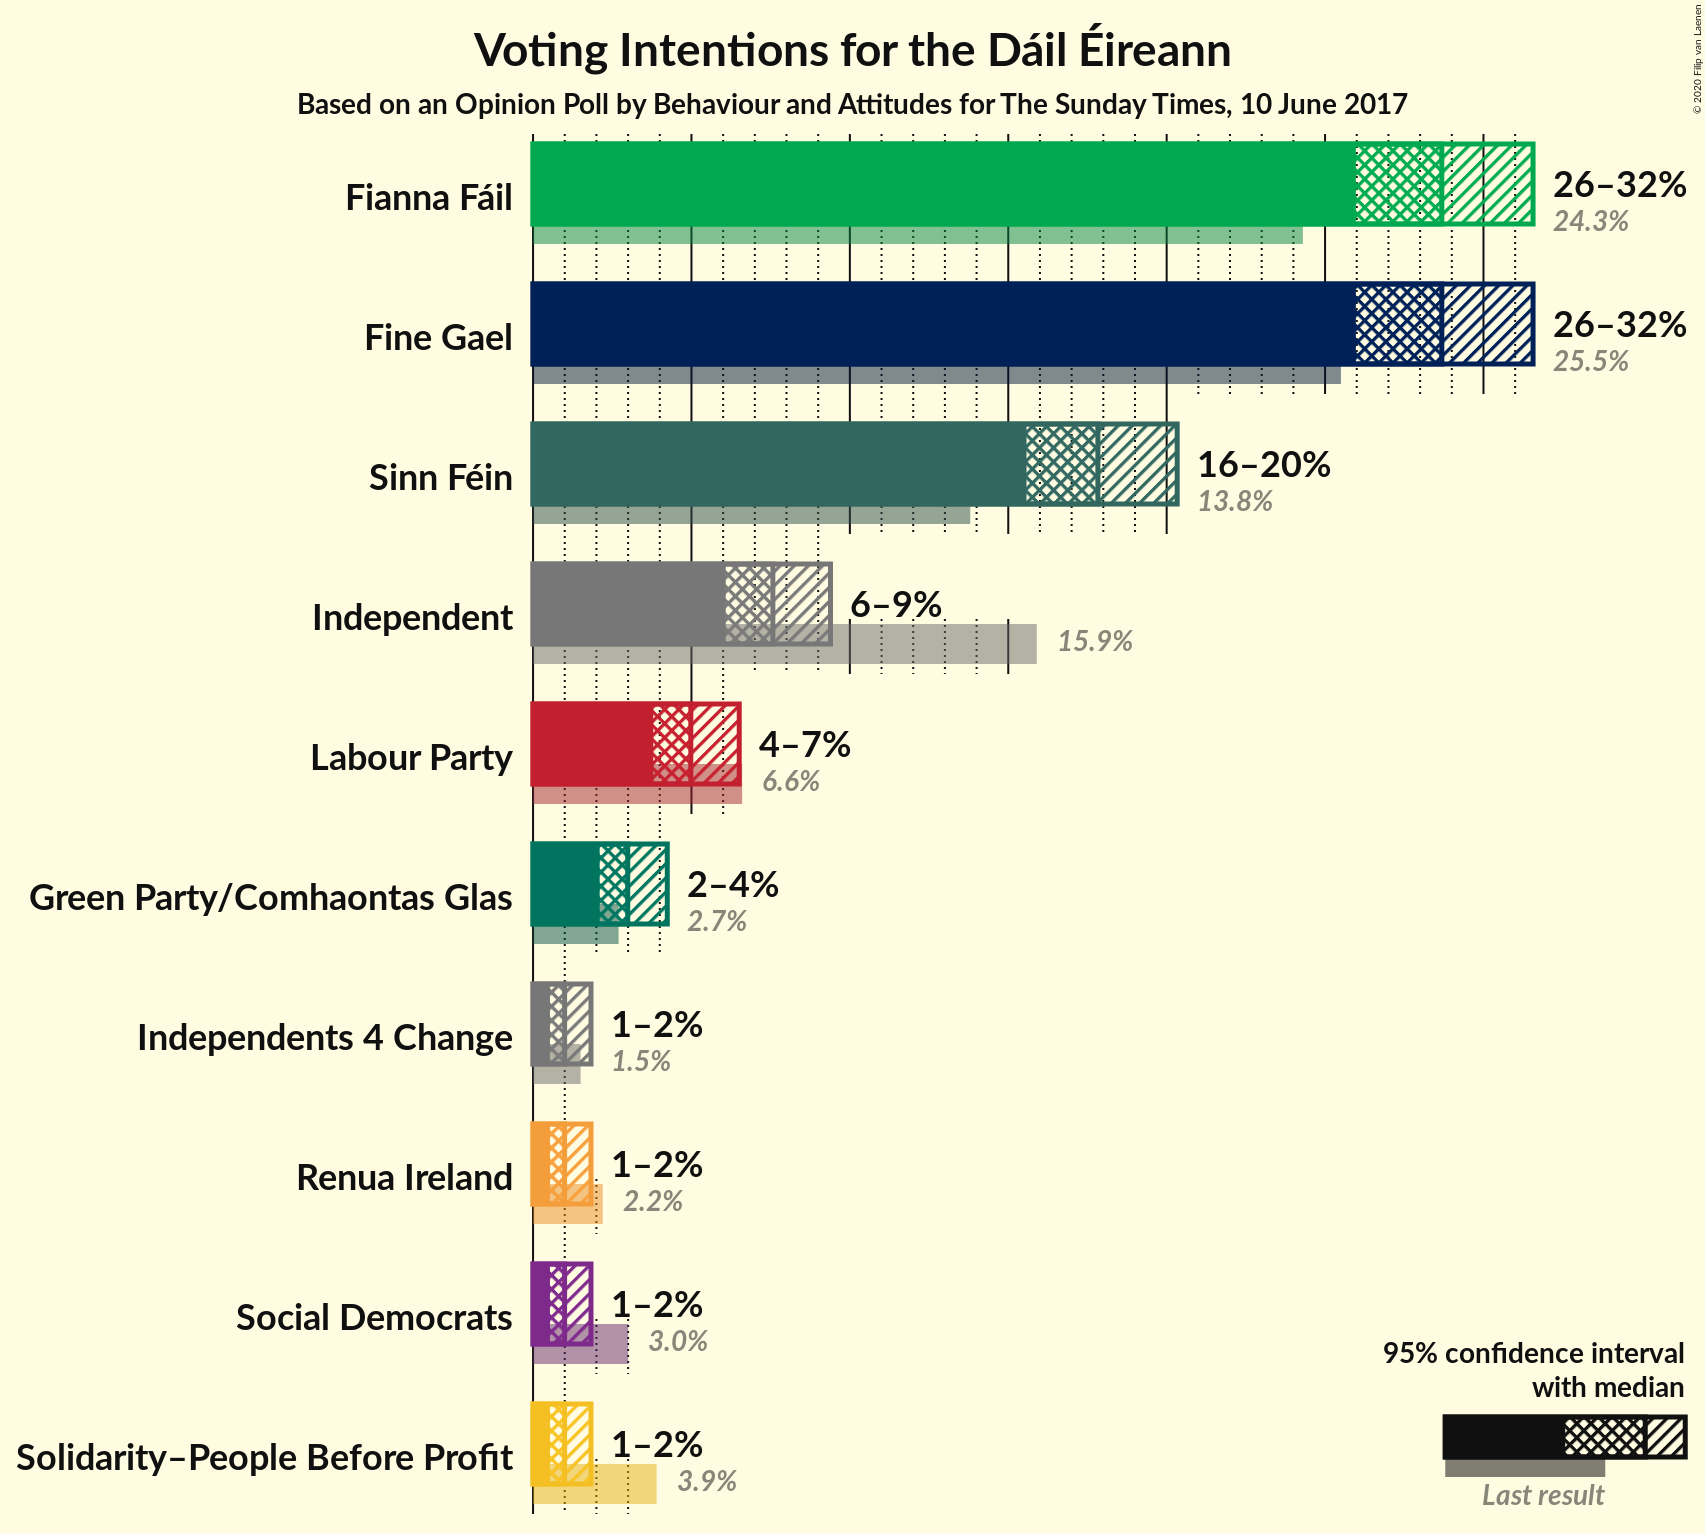 Voting Intentions for the Dáil Éireann
Based on an Opinion Poll by Behaviour and Attitudes for The Sunday Times, 10 June 2017
© 2020 Filip van Laenen
Fianna Fáil
26–32%
24.3%
Fine Gael
26–32%
25.5%
Sinn Féin
16–20%
13.8%
Independent
6–9%
15.9%
Labour Party
4–7%
6.6%
Green Party/Comhaontas Glas
2–4%
2.7%
Independents 4 Change
1–2%
1.5%
Renua Ireland
1–2%
2.2%
Social Democrats
1–2%
3.0%
Solidarity–People Before Profit
1–2%
3.9%
95% confidence interval
with median
Last result